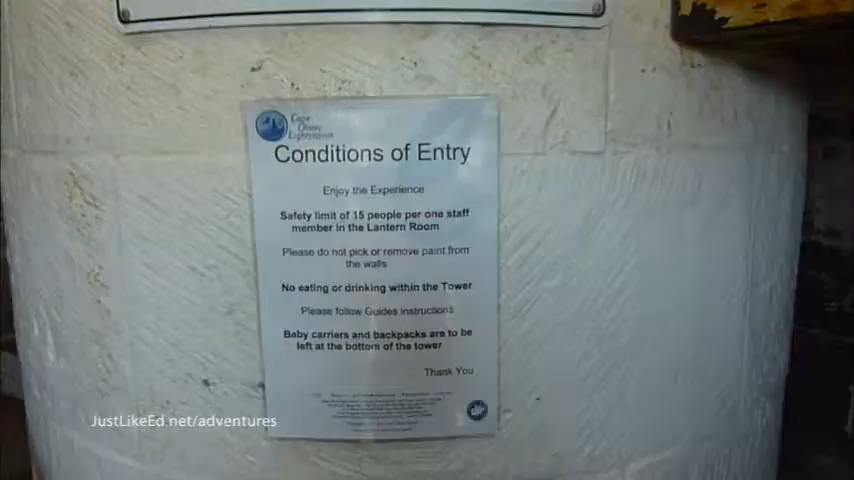 Cape
Otway
Lightstation
Conditions of Entry
Enjoy the Experience
Safety limit of 15 people per one staff
member in the Lantern Room
Please do not pick or remove paint from
the walls
No eating or drinking within the Tower
Please follow Guides instructions
Baby carriers and backpacks are to be
left at the bottom of the tower
Thank You
JustLikeEd.net/adventures